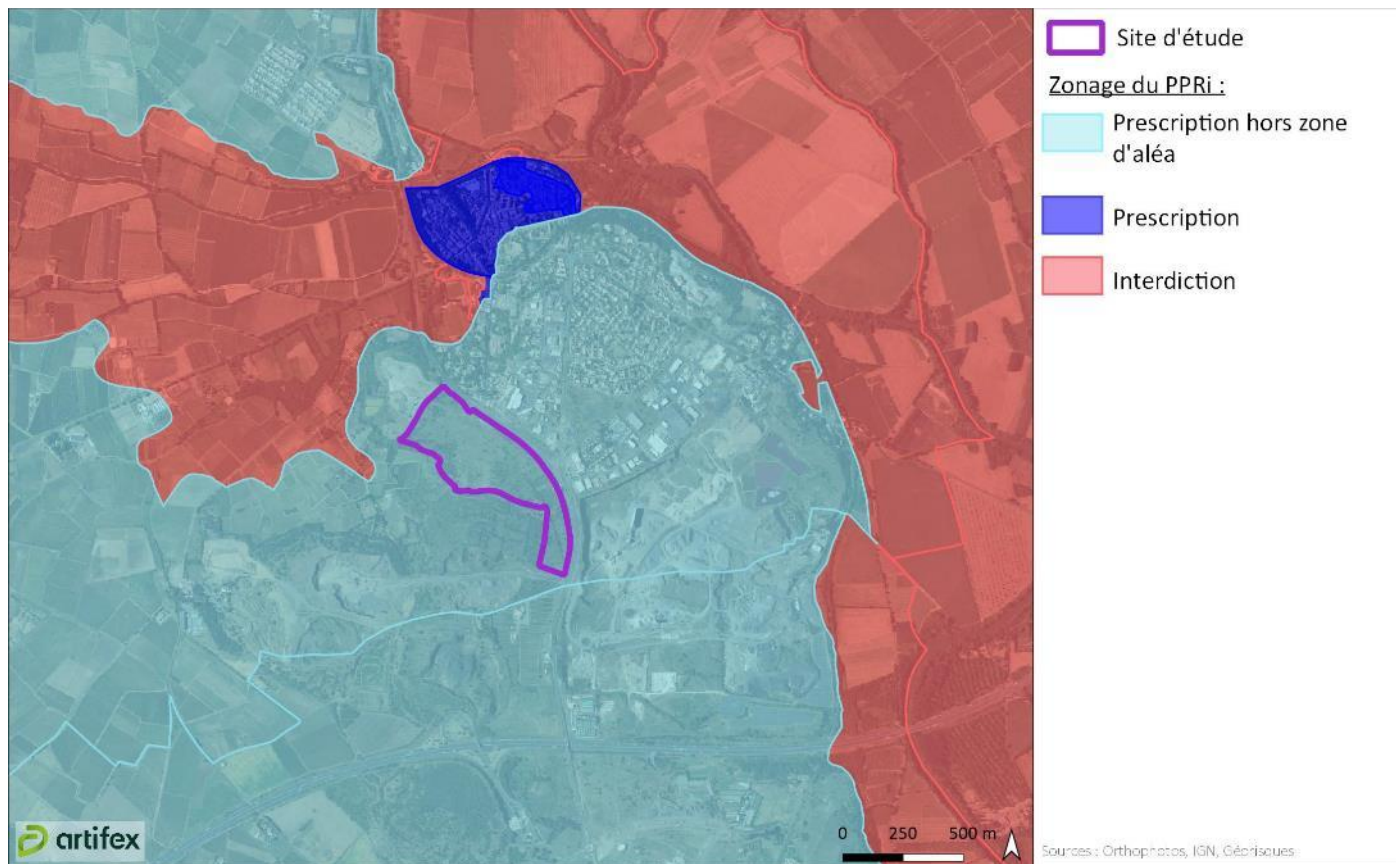 Site d'étude
Zonage du PPRi :
Prescription hors zone
d'aléa
Prescription
Interdiction
artifex
0 250 500 m
Sources : Orthophotos, IGN, Géorisques